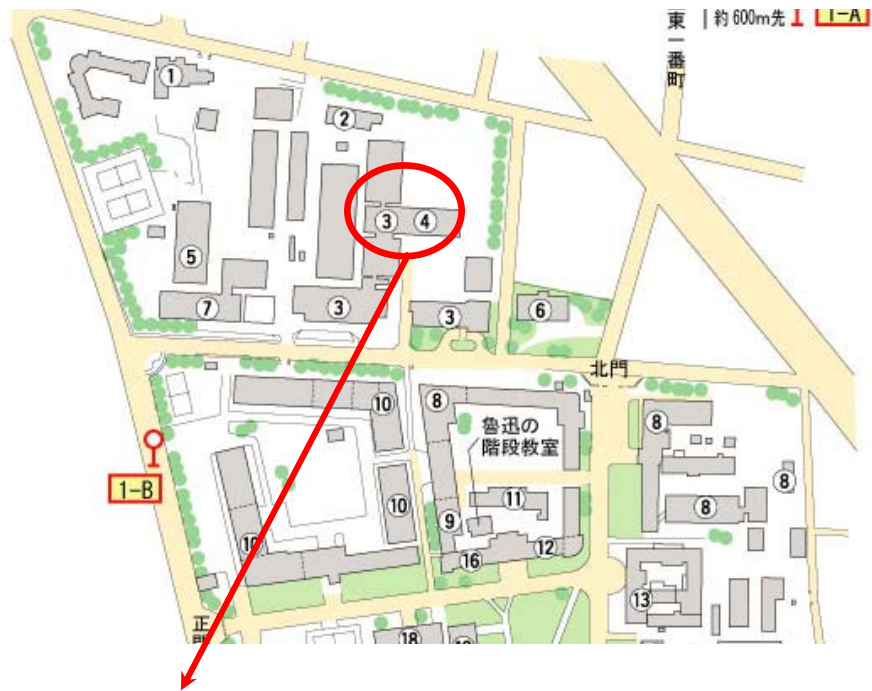 東一番町
約600m先
1-A
①
②
③
④
⑤
⑦
③
③
⑥
北門
⑩
⑧
魯迅の
階段教室
⑧
⑧
1-B
⑪
⑩
⑧
⑨
⑩
⑯
⑫
⑬
正門
⑱